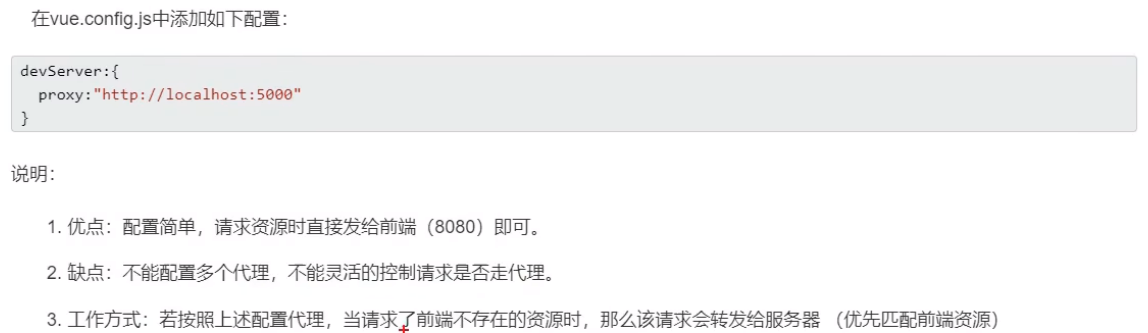 在vue.config.js中添加如下配置：
devServer:{
  proxy:"http://localhost:5000"
}
说明：
1. 优点：配置简单，请求资源时直接发给前端（8080）即可。
2. 缺点：不能配置多个代理，不能灵活的控制请求是否走代理。
3. 工作方式：若按照上述配置代理，当请求了前端不存在的资源时，那么该请求会转发给服务器 （优先匹配前端资源）